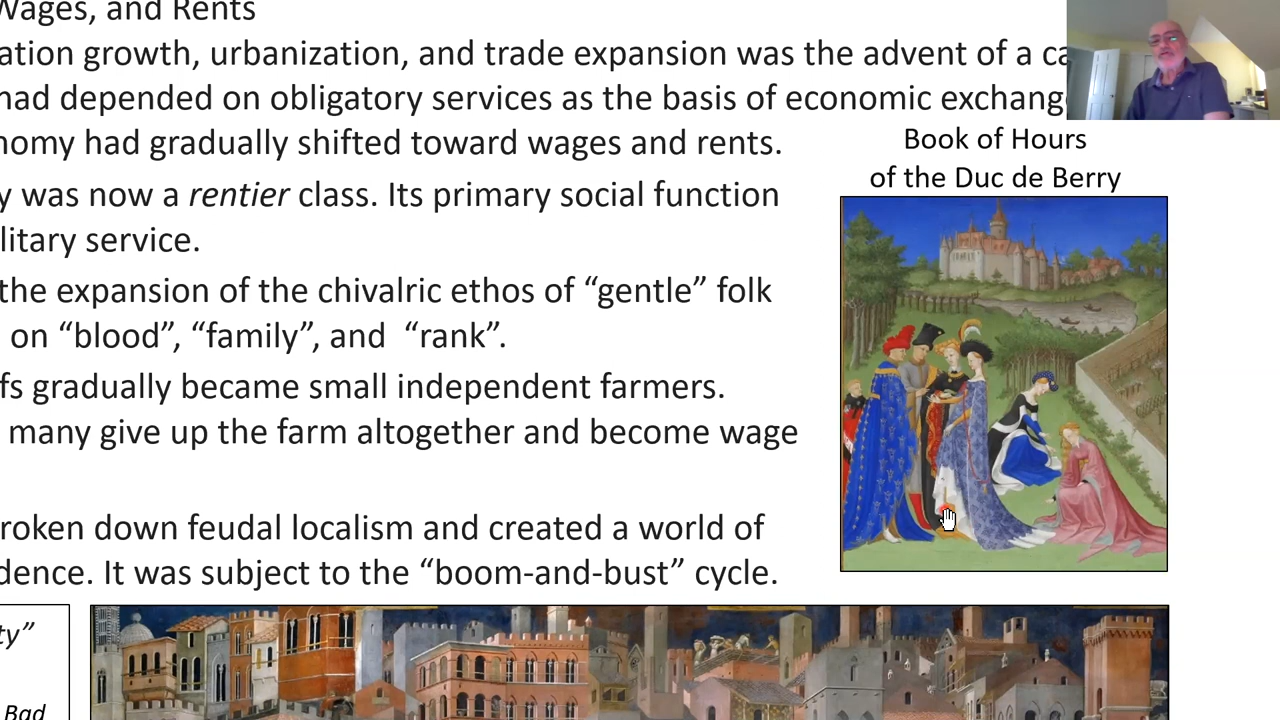 Wages, and Rents
ation growth, urbanization, and trade expansion was the advent of a ca
had depended on obligatory services as the basis of economic exchang
nomy had gradually shifted toward wages and rents.
Book of Hours
of the Duc de Berry
y was now a rentier class. Its primary social function
litary service.
the expansion of the chivalric ethos of “gentle” folk
on “blood”, “family”, and “rank”.
fs gradually became small independent farmers.
many give up the farm altogether and become wage
roken down feudal localism and created a world of
dence. It was subject to the “boom-and-bust” cycle.
ty”
Bad